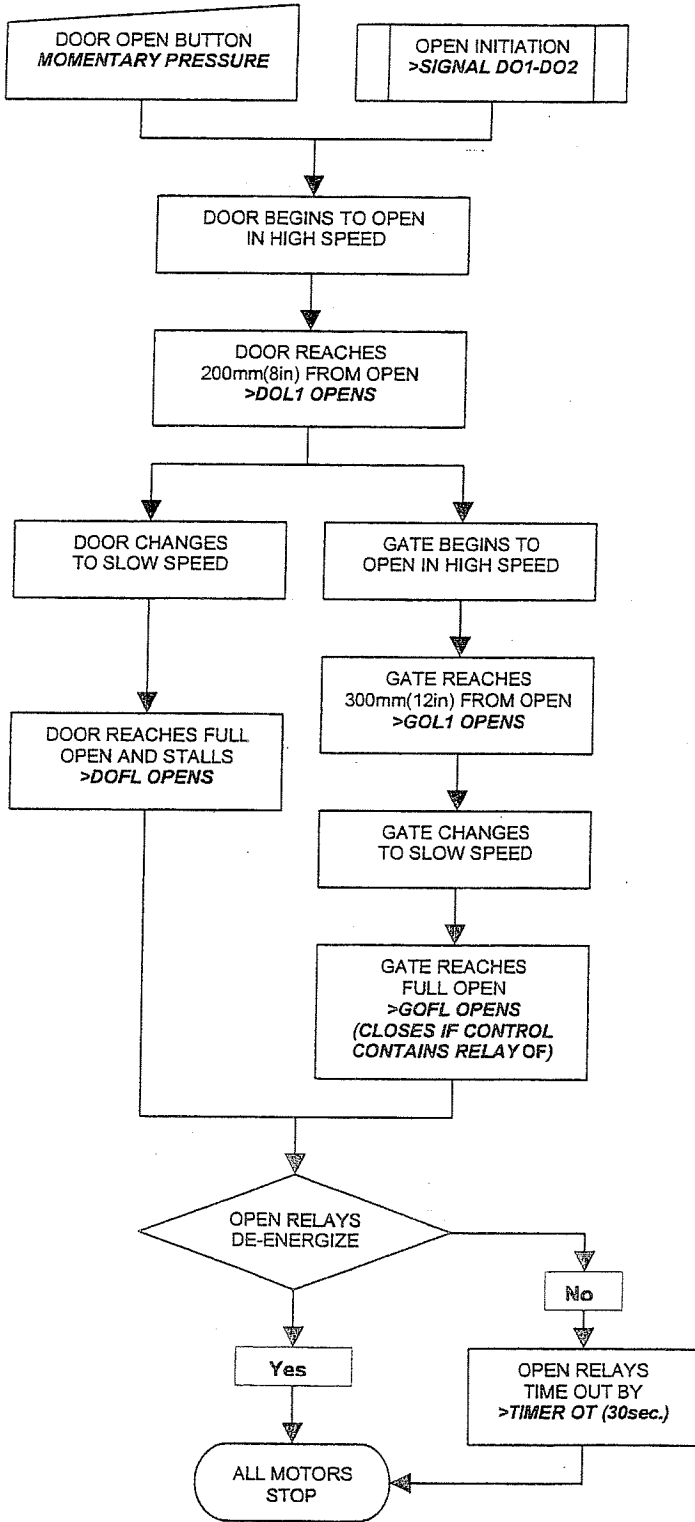 DOOR OPEN BUTTON
MOMENTARY PRESSURE
OPEN INITIATION
>SIGNAL DO1-DO2
DOOR BEGINS TO OPEN
IN HIGH SPEED
DOOR REACHES
200mm(8in) FROM OPEN
>DOL1 OPENS
DOOR CHANGES
TO SLOW SPEED
GATE BEGINS TO
OPEN IN HIGH SPEED
GATE REACHES
300mm(12in) FROM OPEN
>GOL1 OPENS
DOOR REACHES FULL
OPEN AND STALLS
>DOFL OPENS
GATE CHANGES
TO SLOW SPEED
GATE REACHES
FULL OPEN
>GOFL OPENS
(CLOSES IF CONTROL
CONTAINS RELAY OF)
OPEN RELAYS
DE-ENERGIZE
No
Yes
OPEN RELAYS
TIME OUT BY
>TIMER OT (30sec.)
ALL MOTORS
STOP